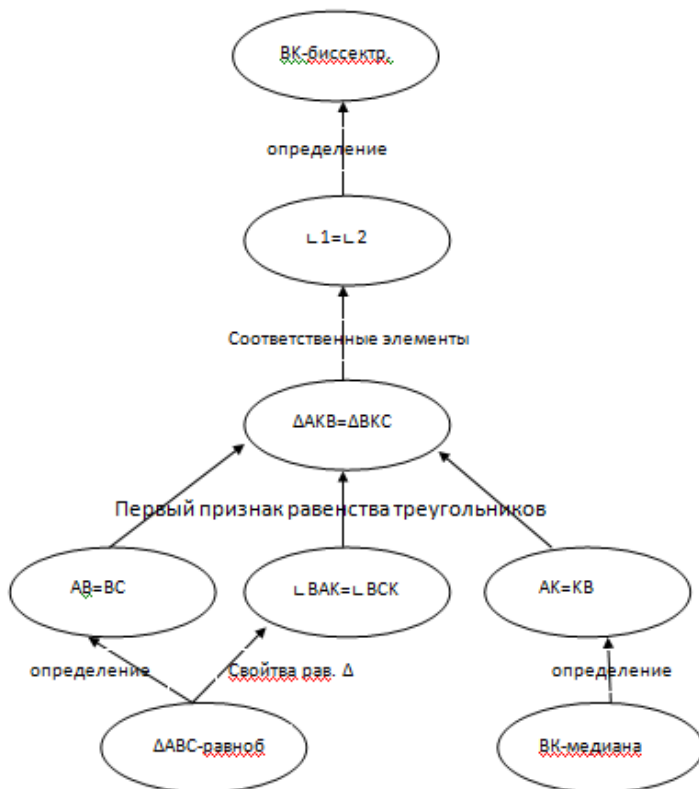 ВК-биссектр.
определение
∟1=∟2
Соответственные элементы
ΔАКВ=ΔВКС
Первый признак равенства треугольников
АВ=ВС
∟ВАК=∟ВСК
АК=КВ
определение
Свойтва рав. Δ
определение
ΔАВС-равноб
ВК-медиана